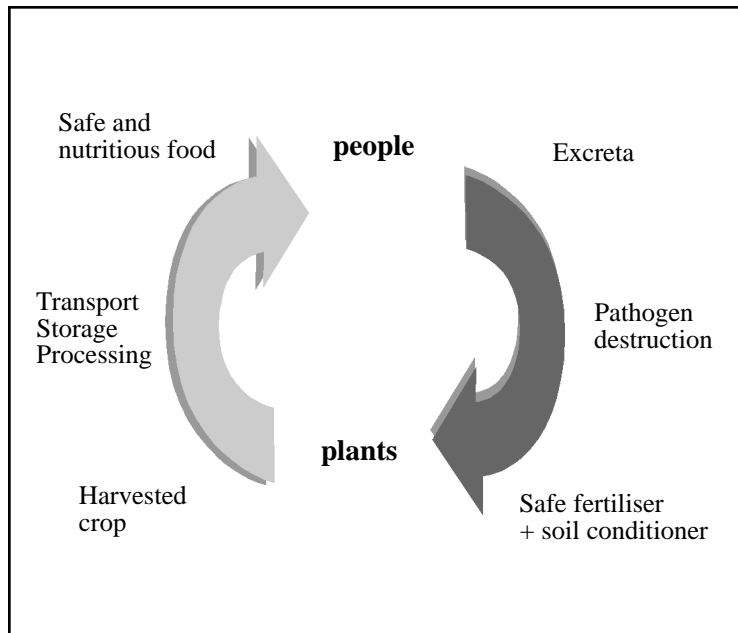 Safe and
nutritious food
people
Excreta
Transport
Storage
Processing
Pathogen
destruction
plants
Harvested
crop
Safe fertiliser
+ soil conditioner